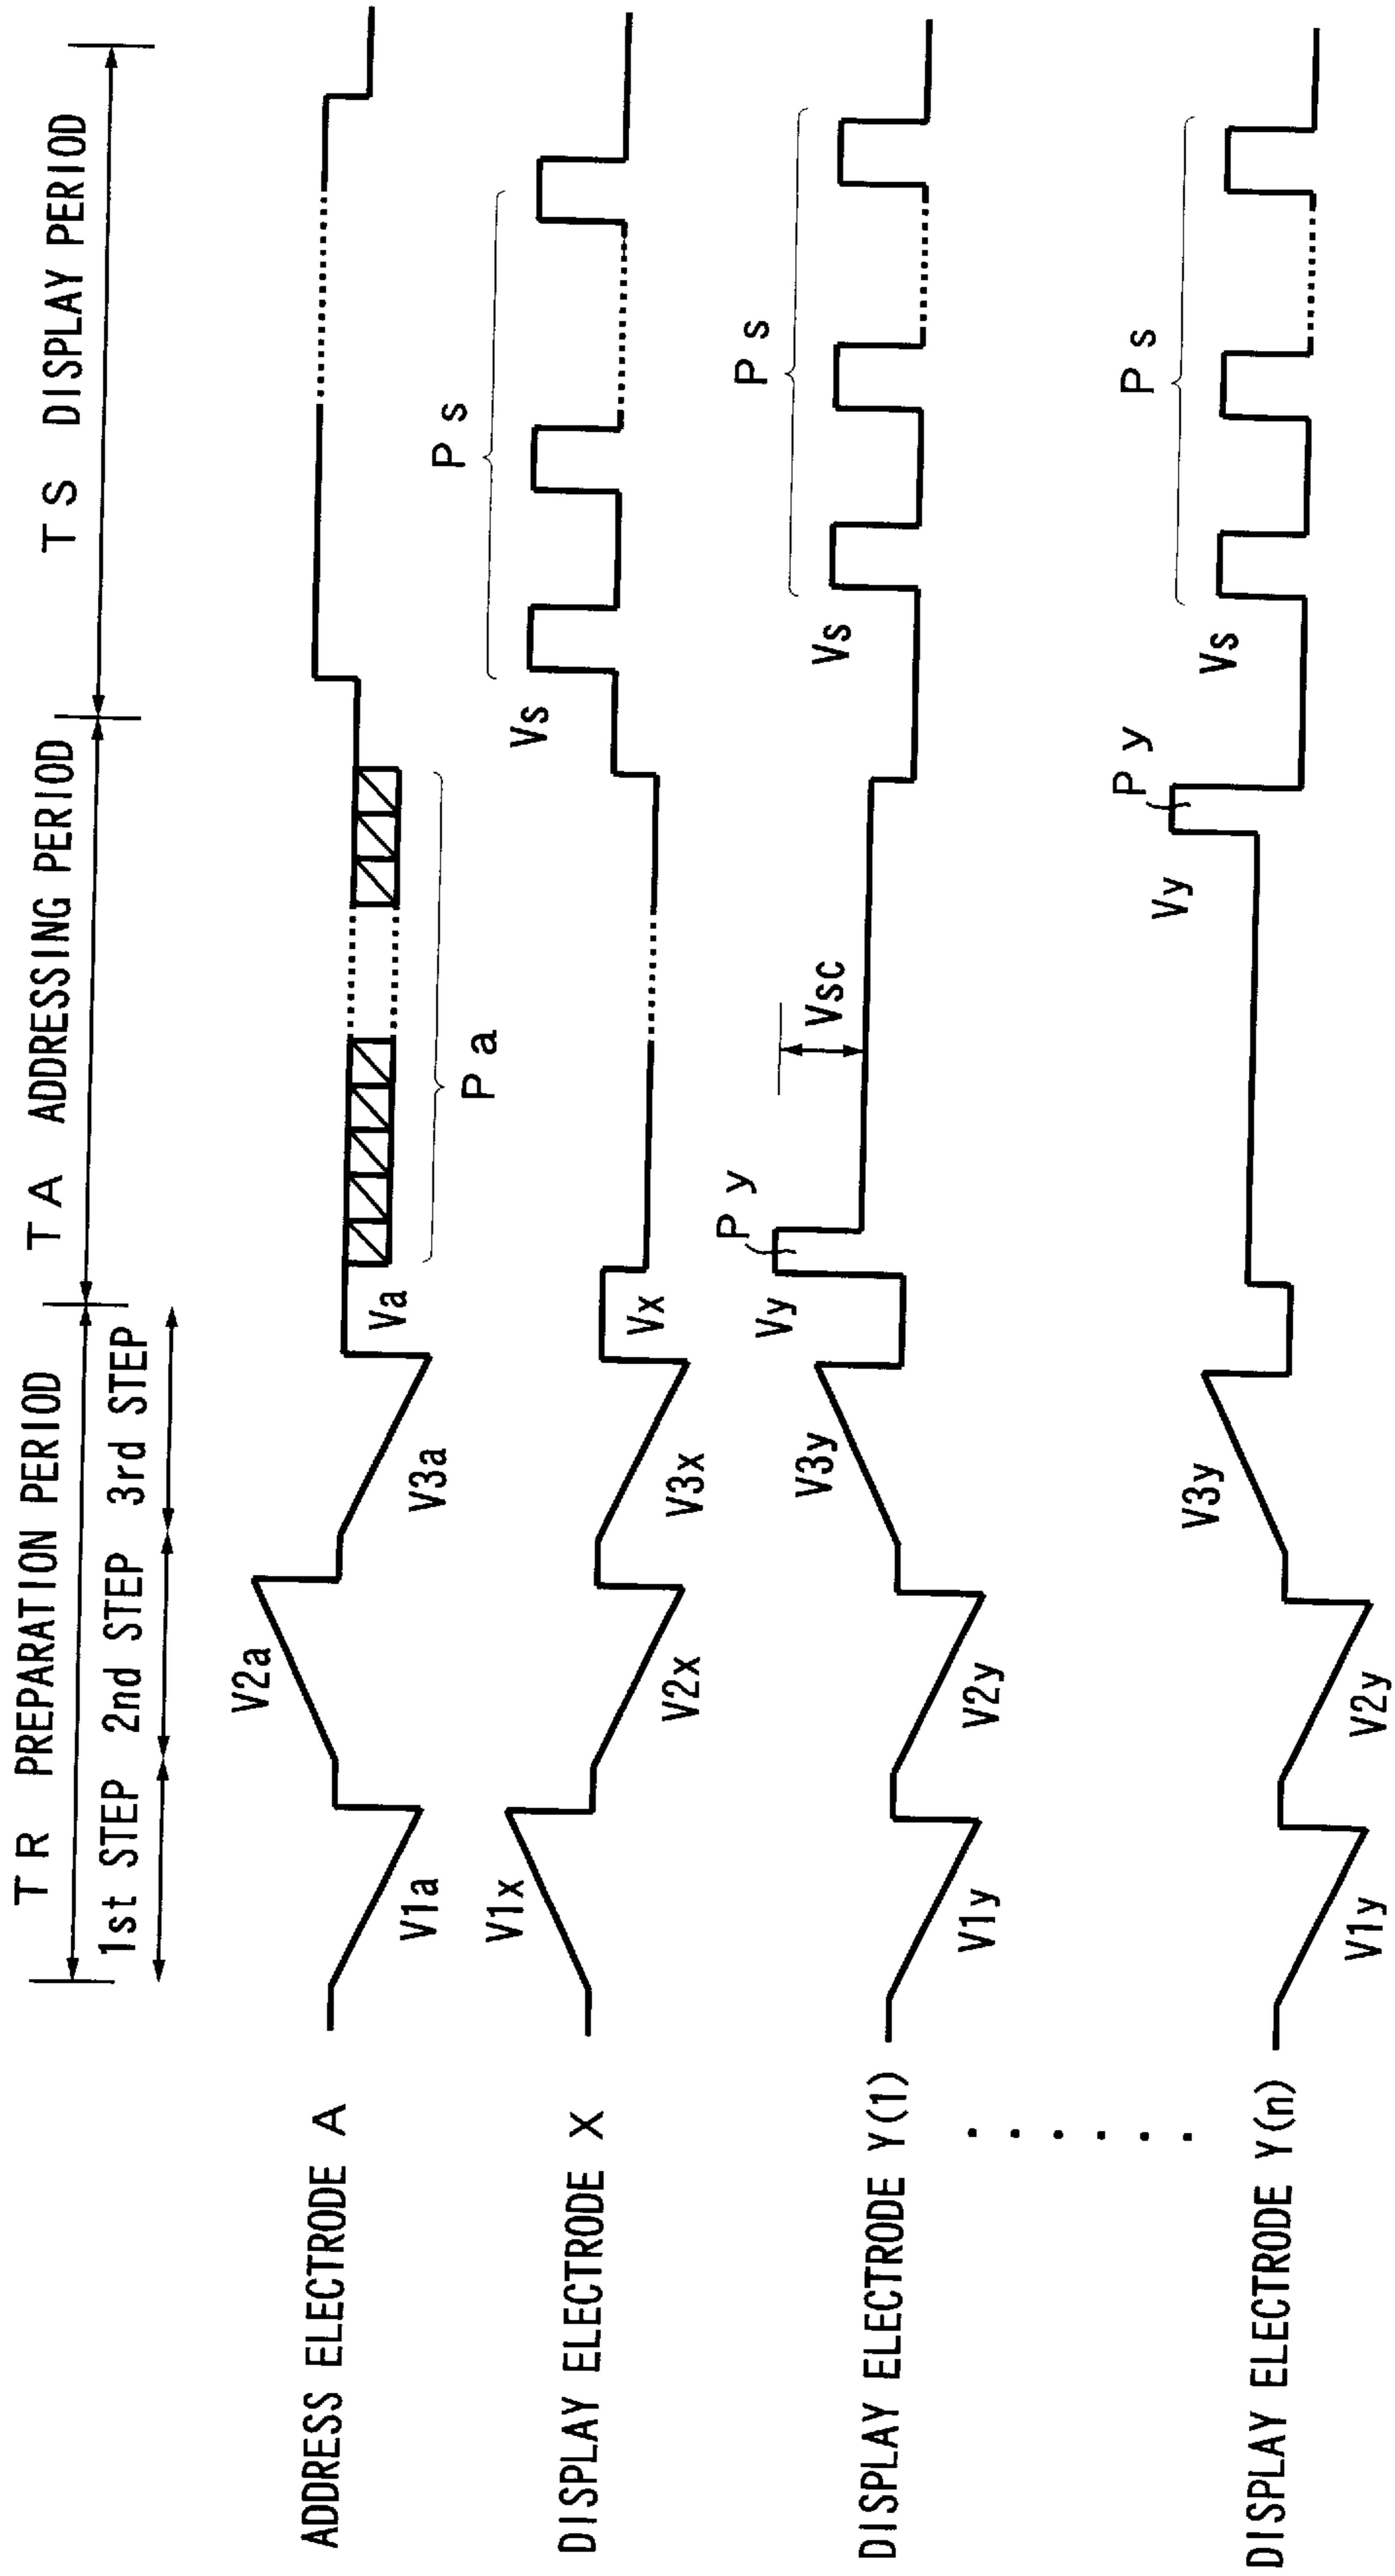 T R PREPARATION PERIOD
T A ADDRESSING PERIOD
T S DISPLAY PERIOD
1st STEP 2nd STEP 3rd STEP
ADDRESS ELECTRODE A
V1a
V2a
V3a
Va
P a
DISPLAY ELECTRODE X
V1x
V2x
V3x
Vx
Vs
P s
DISPLAY ELECTRODE Y(1)
V1y
V2y
V3y
Vy
P y
Vsc
Vs
P s
DISPLAY ELECTRODE Y(n)
V1y
V2y
V3y
Vy
P y
Vs
P s